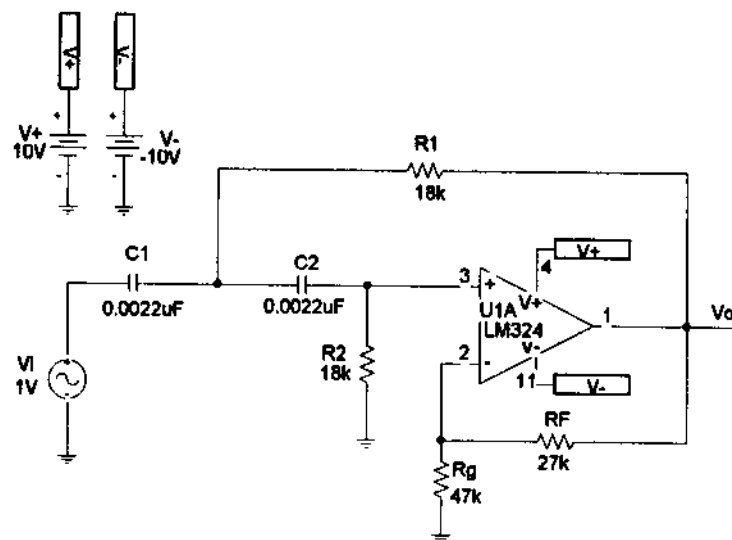 V+
V-
+
+
V+
10V
V-
-10V
-
-
R1
18k
C1
0.0022uF
C2
0.0022uF
3
+
4
V+
V+
U1A
LM324
1
Vo
2
-
V-
11
V-
R2
18k
VI
1V
RF
27k
Rg
47k